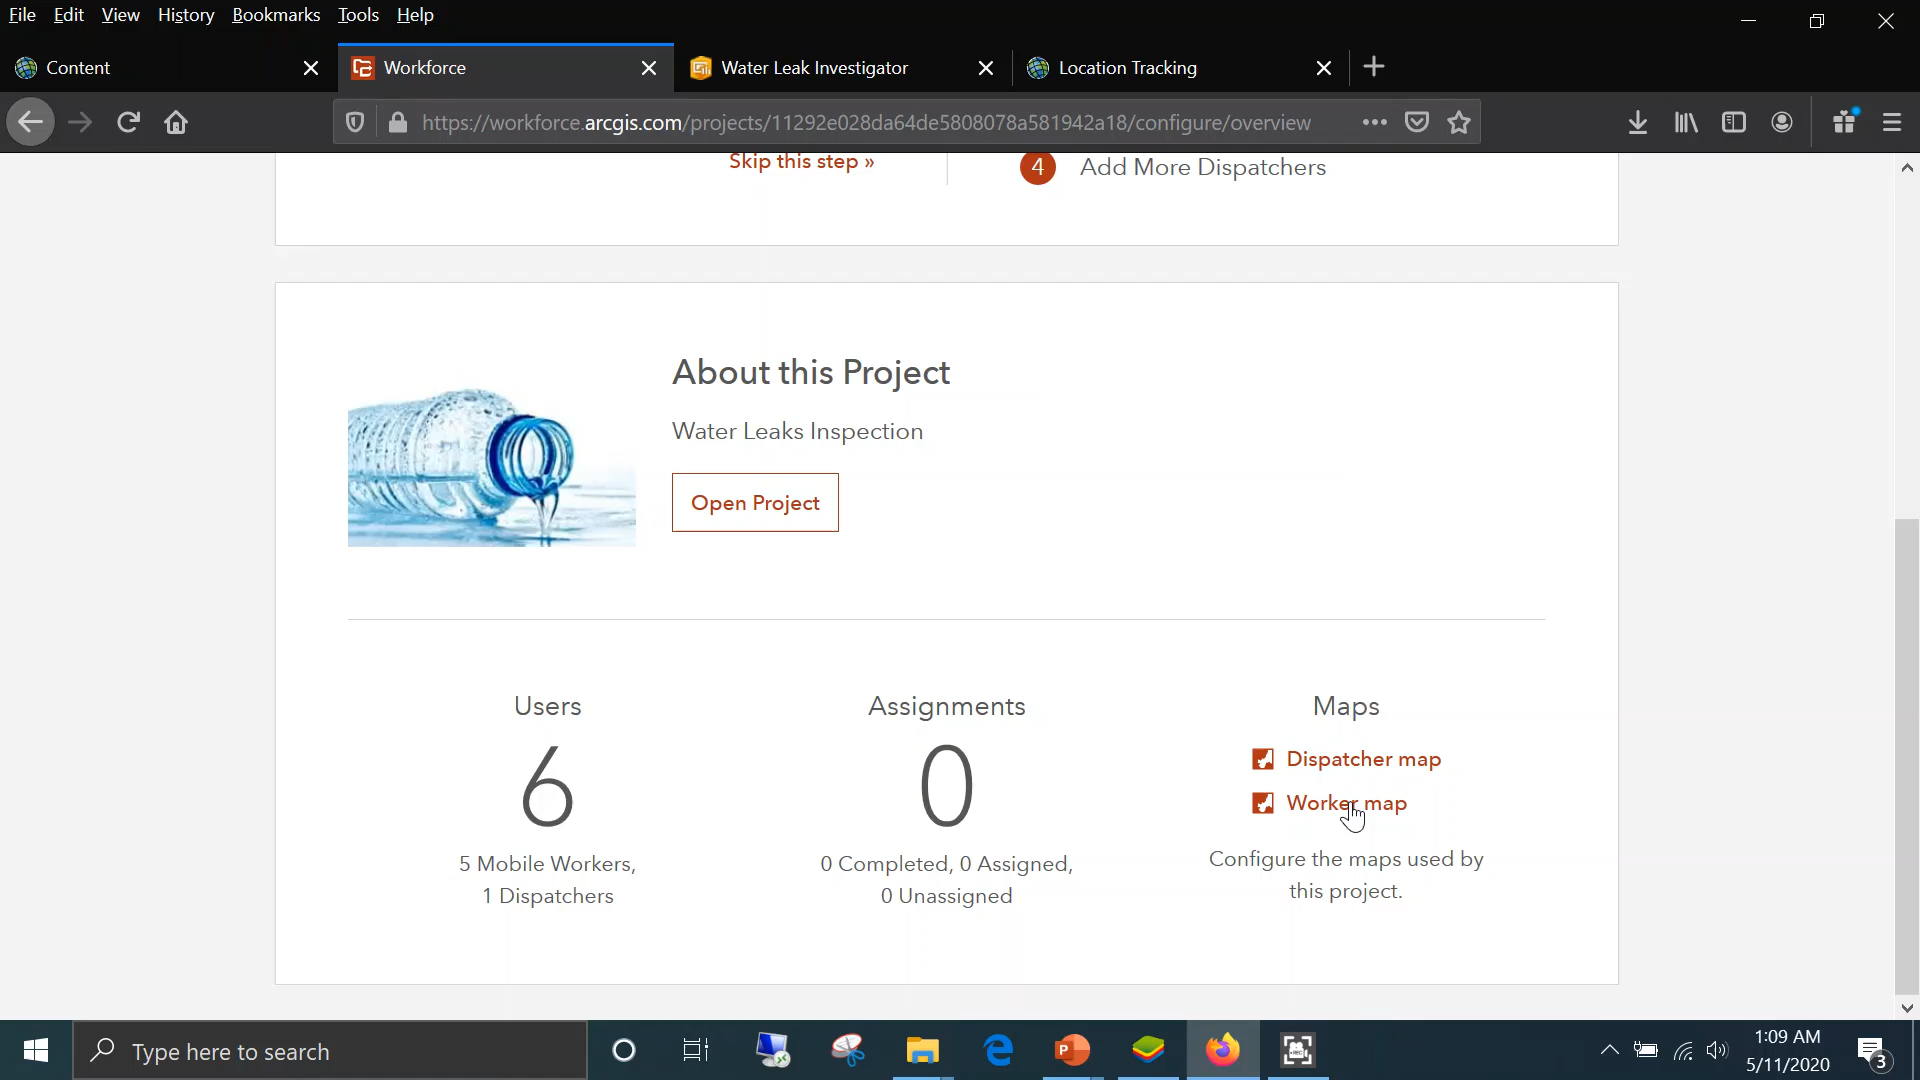 File Edit View History Bookmarks Tools Help
Content
Workforce
Water Leak Investigator
Location Tracking
https://workforce.arcgis.com/projects/11292e028da64de5808078a581942a18/configure/overview
Skip this step »
4 Add More Dispatchers
About this Project
Water Leaks Inspection
Open Project
Users
6
5 Mobile Workers,
1 Dispatchers
Assignments
0
0 Completed, 0 Assigned,
0 Unassigned
Maps
Dispatcher map
Worker map
Configure the maps used by
this project.
Type here to search
P
REC
1:09 AM
5/11/2020
3